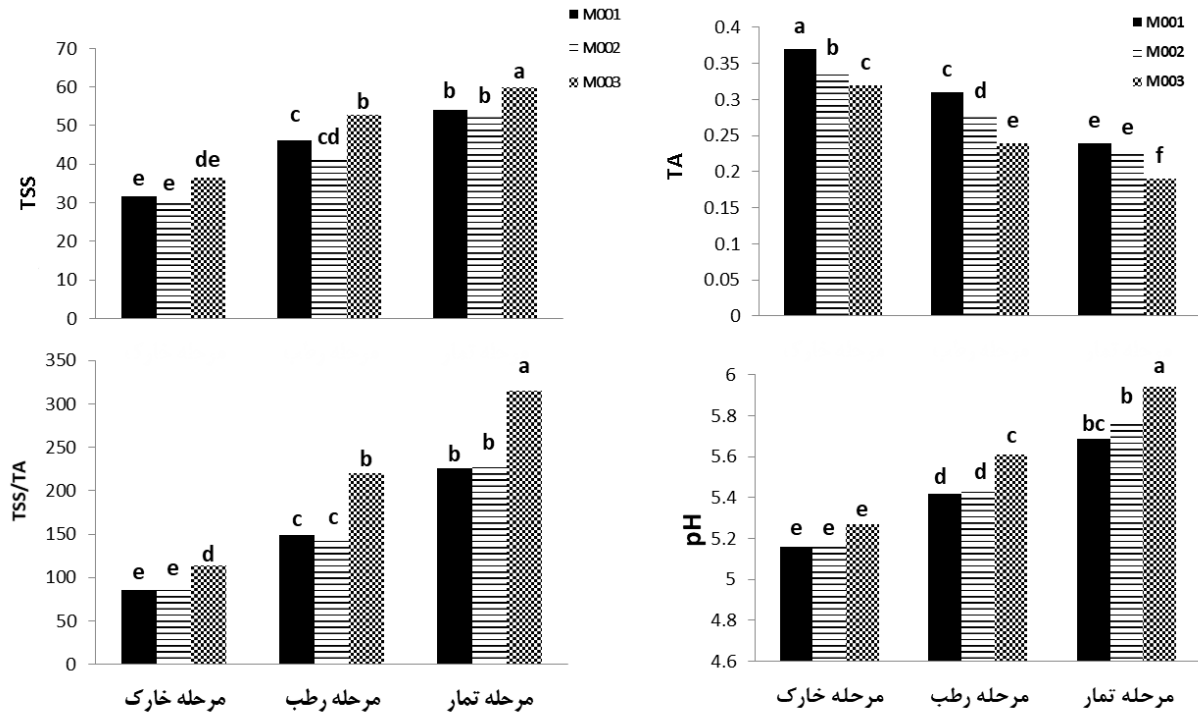 M001
M002
M003
TSS
70
60
50
40
30
20
10
0
e e de
c cd b
b b a
M001
M002
M003
TA
0.4
0.35
0.3
0.25
0.2
0.15
0.1
0.05
0
a b c
c d e
e e f
TSS/TA
350
300
250
200
150
100
50
0
e e d
c c b
b b a
مرحله خارک
مرحله رطب
مرحله تمار
pH
6
5.8
5.6
5.4
5.2
5
4.8
4.6
e e e
d d c
bc b a
مرحله خارک
مرحله رطب
مرحله تمار